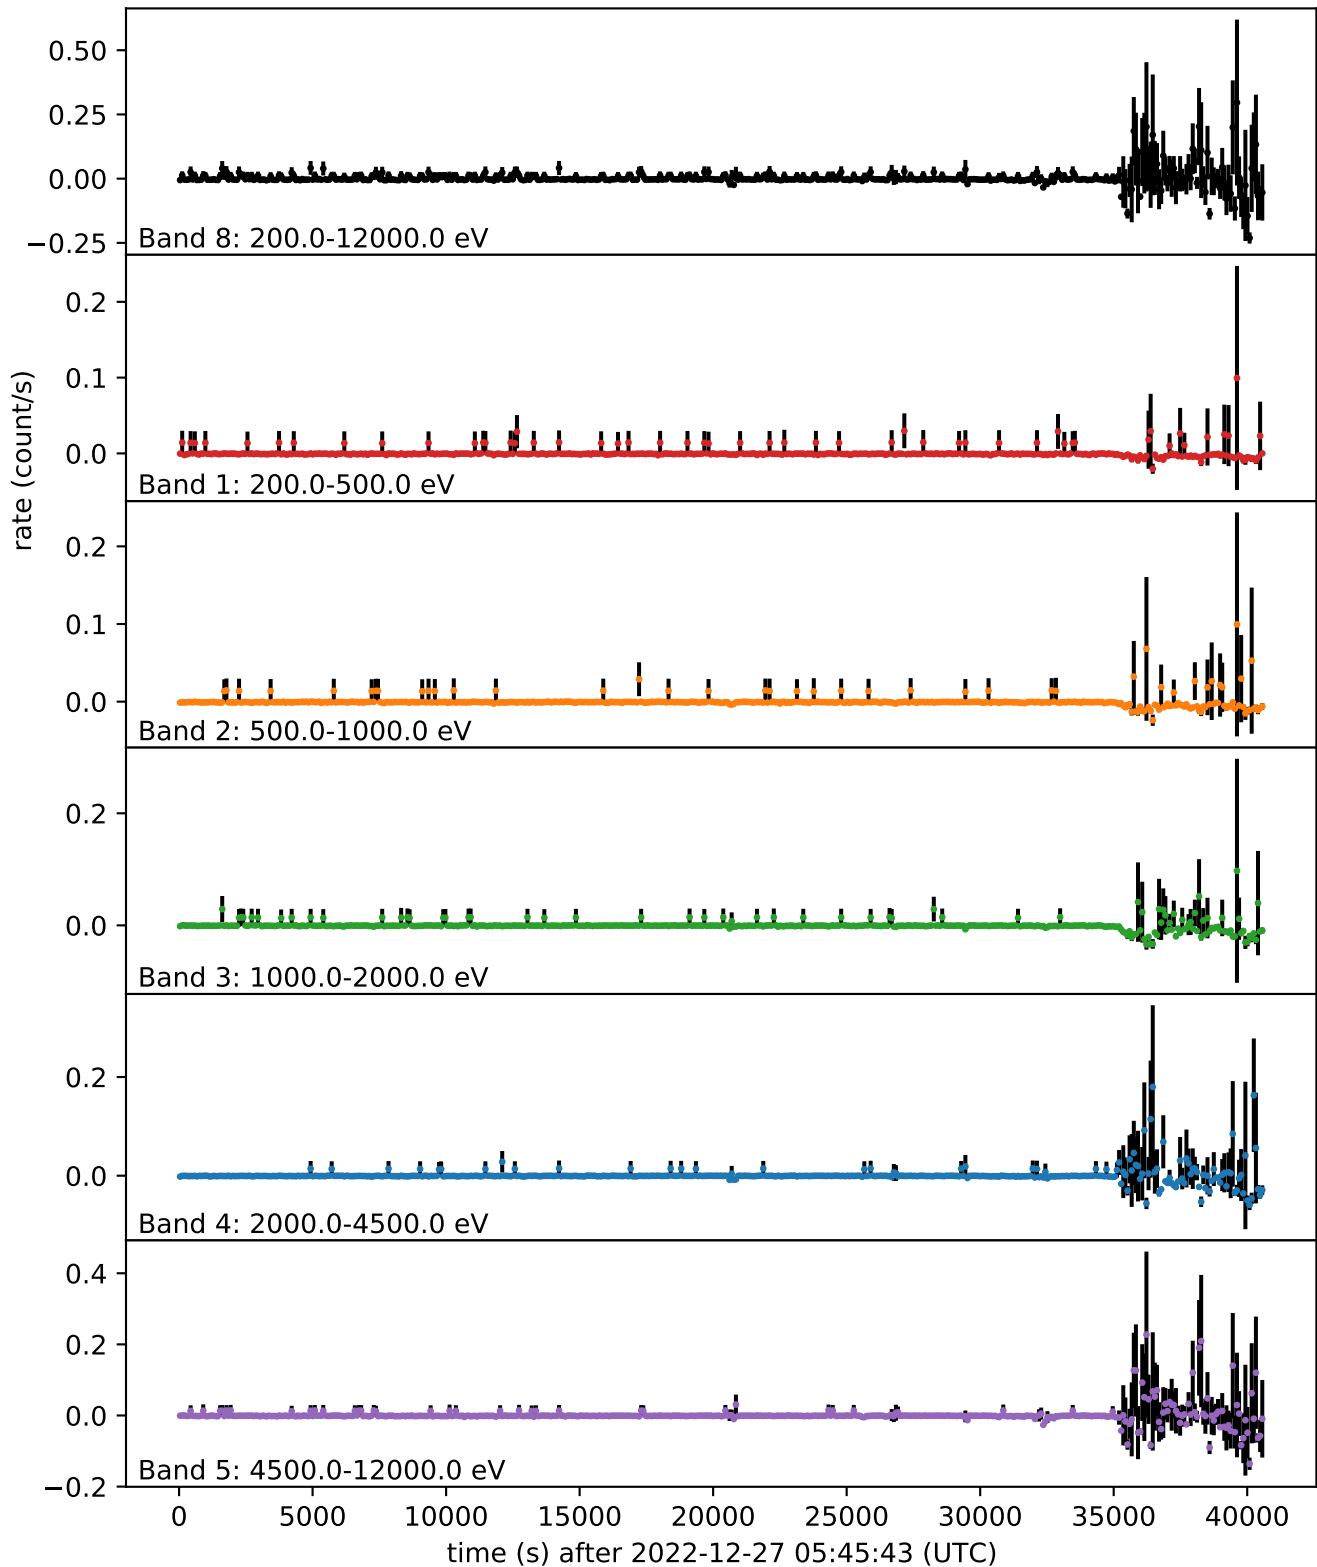 0.50
0.25
0.00
−0.25
Band 8: 200.0-12000.0 eV
0.2
0.1
0.0
Band 1: 200.0-500.0 eV
rate (count/s)
0.2
0.1
0.0
Band 2: 500.0-1000.0 eV
0.2
0.0
Band 3: 1000.0-2000.0 eV
0.2
0.0
Band 4: 2000.0-4500.0 eV
0.4
0.2
0.0
−0.2
Band 5: 4500.0-12000.0 eV
0 5000 10000 15000 20000 25000 30000 35000 40000
time (s) after 2022-12-27 05:45:43 (UTC)